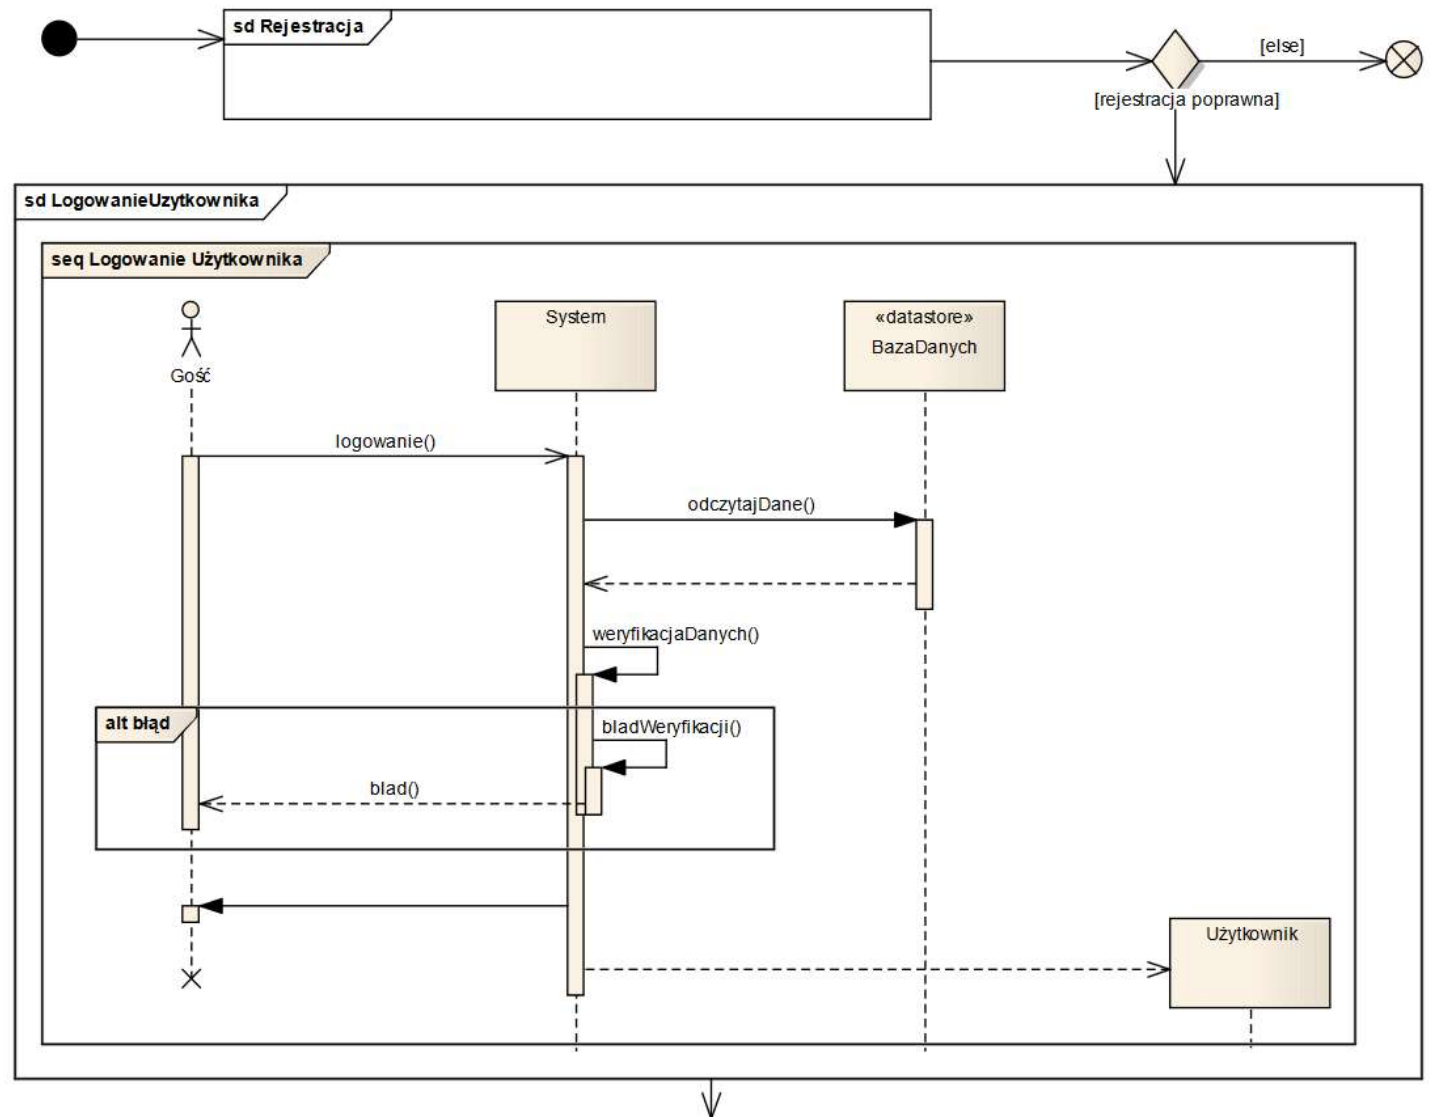 sd Rejestracja
[else]
[rejestracja poprawna]
sd LogowanieUzytkownika
seq Logowanie Użytkownika
Gość
System
«datastore»
BazaDanych
logowanie()
odczytajDane()
weryfikacjaDanych()
alt błąd
bladWeryfikacji()
blad()
Użytkownik